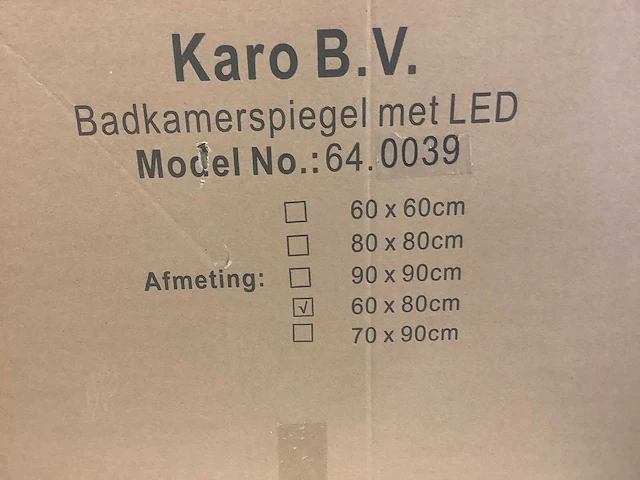 Karo B.V.
Badkamerspiegel met LED
Model No.:64.0039
60 x 60cm
80 x 80cm
Afmeting: 90 x 90cm
√ 60 x 80cm
70 x 90cm